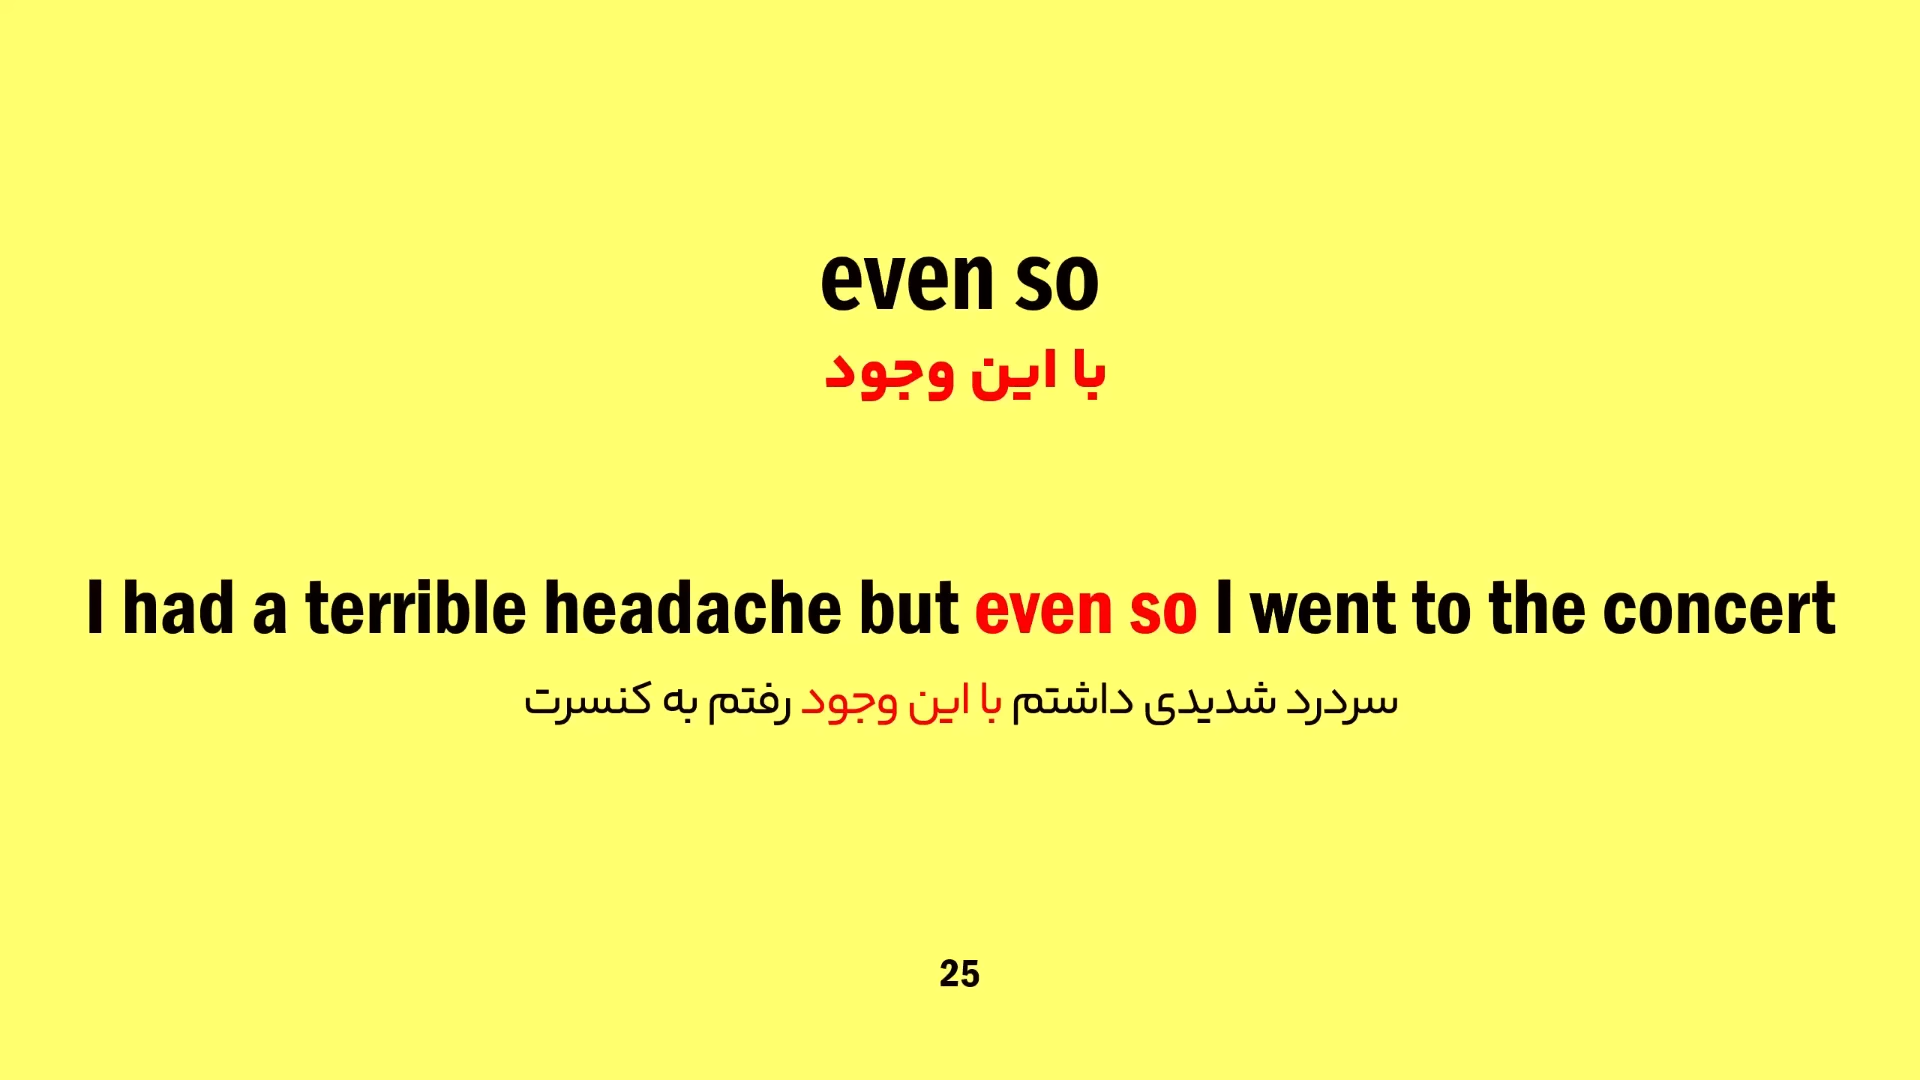 even so
با این وجود
I had a terrible headache but even so I went to the concert
سردرد شدیدی داشتم با این وجود رفتم به کنسرت
25